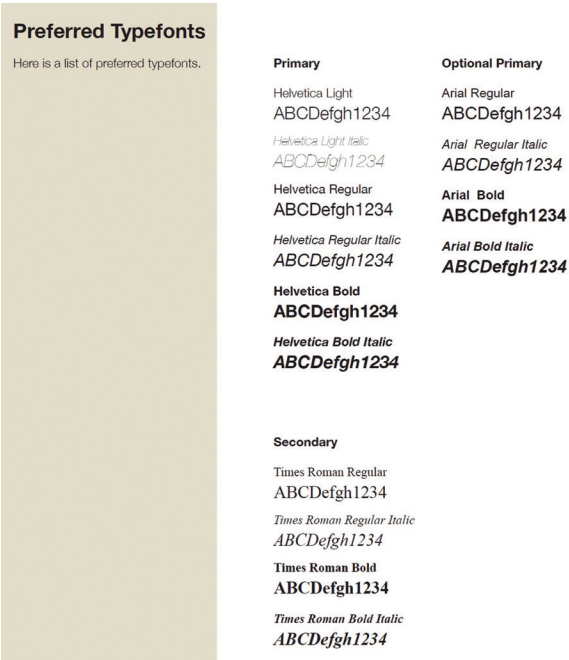 Preferred Typefonts
Here is a list of preferred typefonts.
Primary
Helvetica Light
ABCDefgh1234
Helvetica Light Italic
ABCDefgh1234
Helvetica Regular
ABCDefgh1234
Helvetica Regular Italic
ABCDefgh1234
Helvetica Bold
ABCDefgh1234
Helvetica Bold Italic
ABCDefgh1234
Optional Primary
Arial Regular
ABCDefgh1234
Arial Regular Italic
ABCDefgh1234
Arial Bold
ABCDefgh1234
Arial Bold Italic
ABCDefgh1234
Secondary
Times Roman Regular
ABCDefgh1234
Times Roman Regular Italic
ABCDefgh1234
Times Roman Bold
ABCDefgh1234
Times Roman Bold Italic
ABCDefgh1234